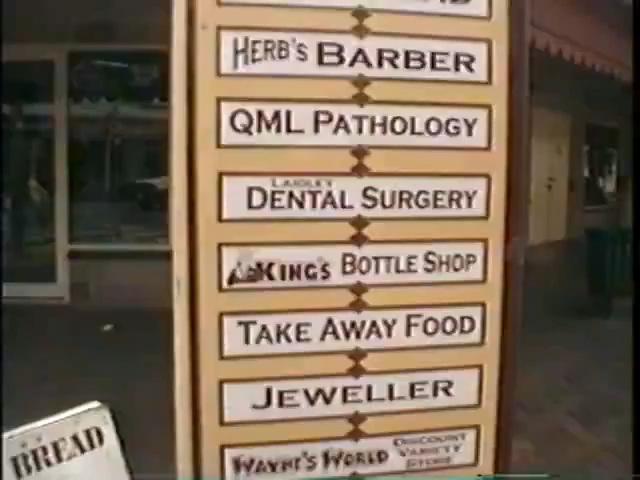 HERB'S BARBER
QML PATHOLOGY
LAIDLEY
DENTAL SURGERY
KING'S BOTTLE SHOP
TAKE AWAY FOOD
JEWELLER
WAYNE'S WORLD DISCOUNT
VARIETY
STORE
BREAD